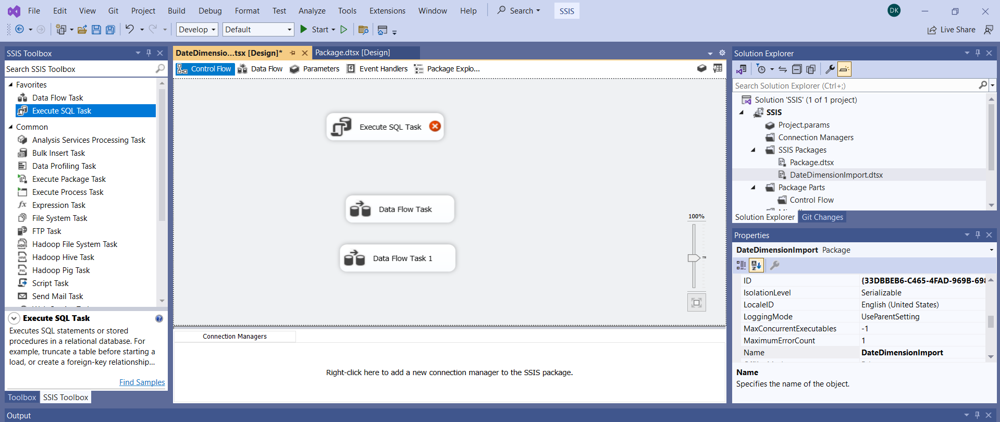 File Edit View Git Project Build Debug Format Test Analyze Tools Extensions Window Help Search SSIS DK
Develop Default Start Live Share
SSIS Toolbox
Search SSIS Toolbox
Favorites
Data Flow Task
Execute SQL Task
Common
Analysis Services Processing Task
Bulk Insert Task
Data Profiling Task
Execute Package Task
Execute Process Task
Expression Task
File System Task
FTP Task
Hadoop File System Task
Hadoop Hive Task
Hadoop Pig Task
Script Task
Send Mail Task
Execute SQL Task
Executes SQL statements or stored
procedures in a relational database. For
example, truncate a table before starting a
load, or create a foreign-key relationship...
Find Samples
Toolbox SSIS Toolbox
DateDimensio...tsx [Design]* Package.dtsx [Design]
Control Flow Data Flow Parameters Event Handlers Package Explo...
Execute SQL Task
Data Flow Task
Data Flow Task 1
100%
Connection Managers
Right-click here to add a new connection manager to the SSIS package.
Solution Explorer
Search Solution Explorer (Ctrl+;)
Solution 'SSIS' (1 of 1 project)
SSIS
Project.params
Connection Managers
SSIS Packages
Package.dtsx
DateDimensionImport.dtsx
Package Parts
Control Flow
Solution Explorer Git Changes
Properties
DateDimensionImport Package
ID {33DBBEB6-C465-4FAD-969B-698
IsolationLevel Serializable
LocaleID English (United States)
LoggingMode UseParentSetting
MaxConcurrentExecutables -1
MaximumErrorCount 1
Name DateDimensionImport
Name
Specifies the name of the object.
Output